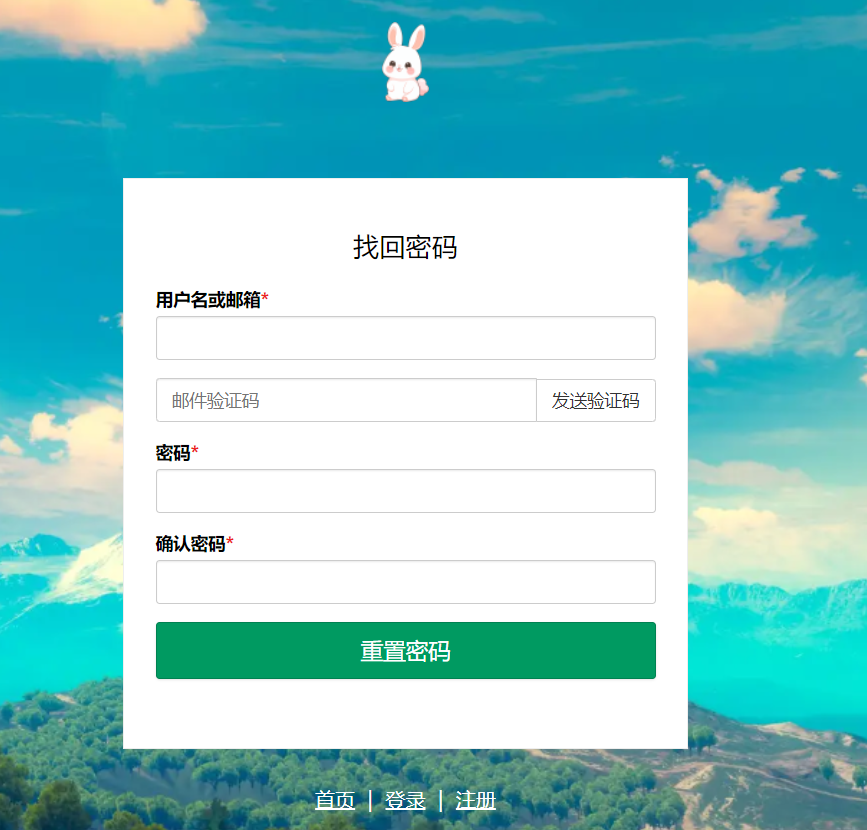 找回密码
用户名或邮箱*
邮件验证码 发送验证码
密码*
确认密码*
重置密码
首页 | 登录 | 注册